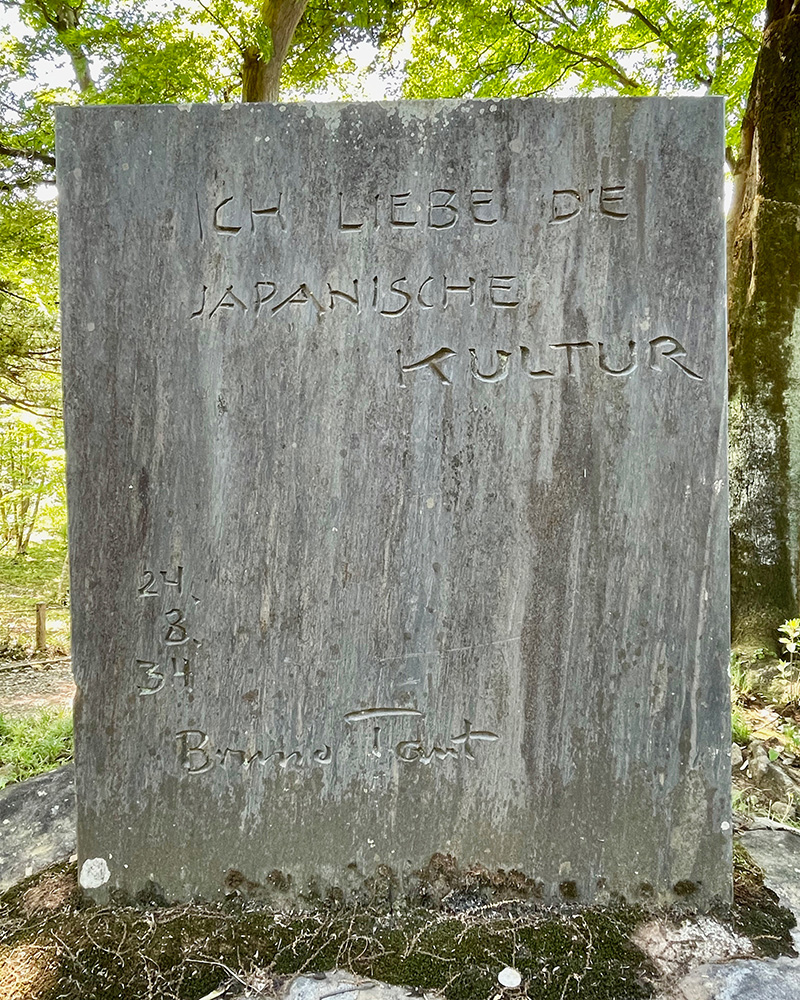 ICH LIEBE DIE
JAPANISCHE
KULTUR
24.
8.
34
Bruno Taut